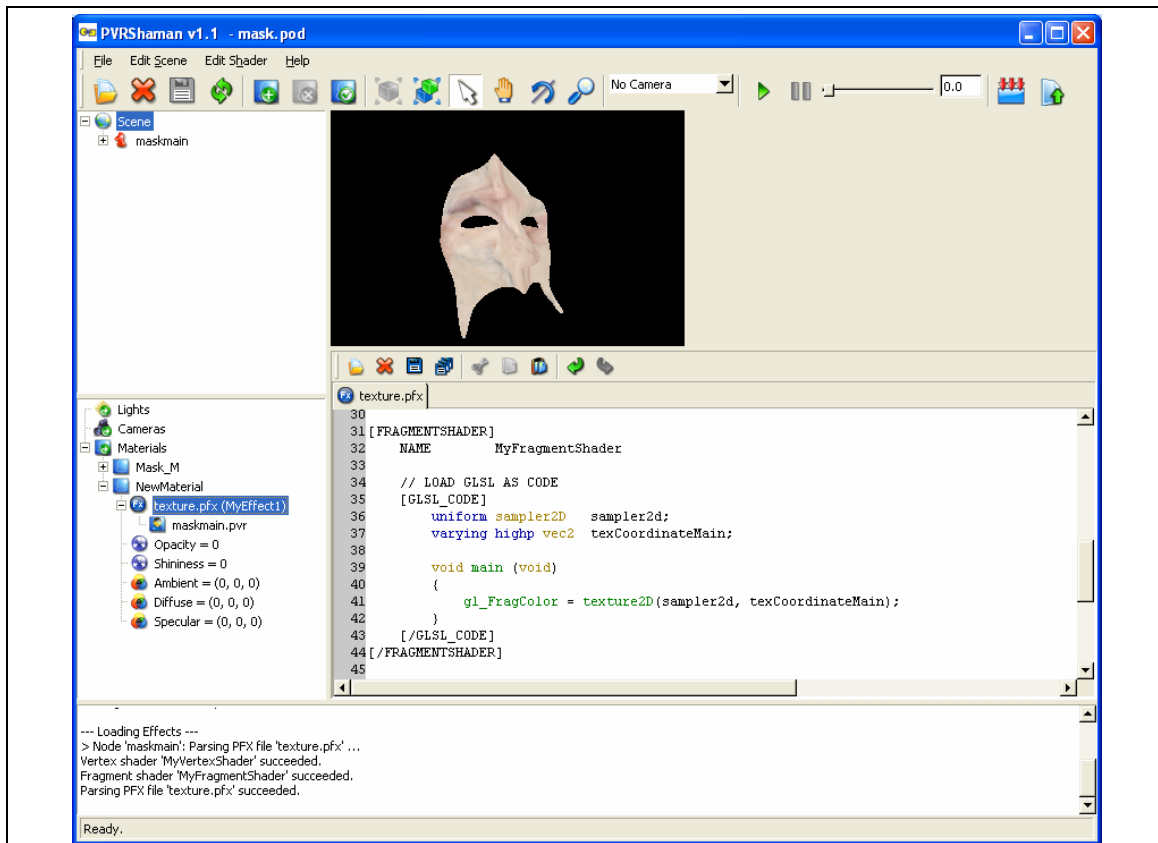 PVRShaman v1.1 - mask.pod
File Edit Scene Edit Shader Help
No Camera
0.0
Scene
maskmain
texture.pfx
Lights
Cameras
Materials
Mask_M
NewMaterial
texture.pfx (MyEffect1)
maskmain.pvr
Opacity = 0
Shininess = 0
Ambient = (0, 0, 0)
Diffuse = (0, 0, 0)
Specular = (0, 0, 0)
30
31 [FRAGMENTSHADER]
32 NAME MyFragmentShader
33
34 // LOAD GLSL AS CODE
35 [GLSL_CODE]
36 uniform sampler2D sampler2d;
37 varying highp vec2 texCoordinateMain;
38
39 void main (void)
40 {
41 gl_FragColor = texture2D(sampler2d, texCoordinateMain);
42 }
43 [/GLSL_CODE]
44 [/FRAGMENTSHADER]
45
--- Loading Effects ---
> Node 'maskmain': Parsing PFX file 'texture.pfx' ...
Vertex shader 'MyVertexShader' succeeded.
Fragment shader 'MyFragmentShader' succeeded.
Parsing PFX file 'texture.pfx' succeeded.
Ready.